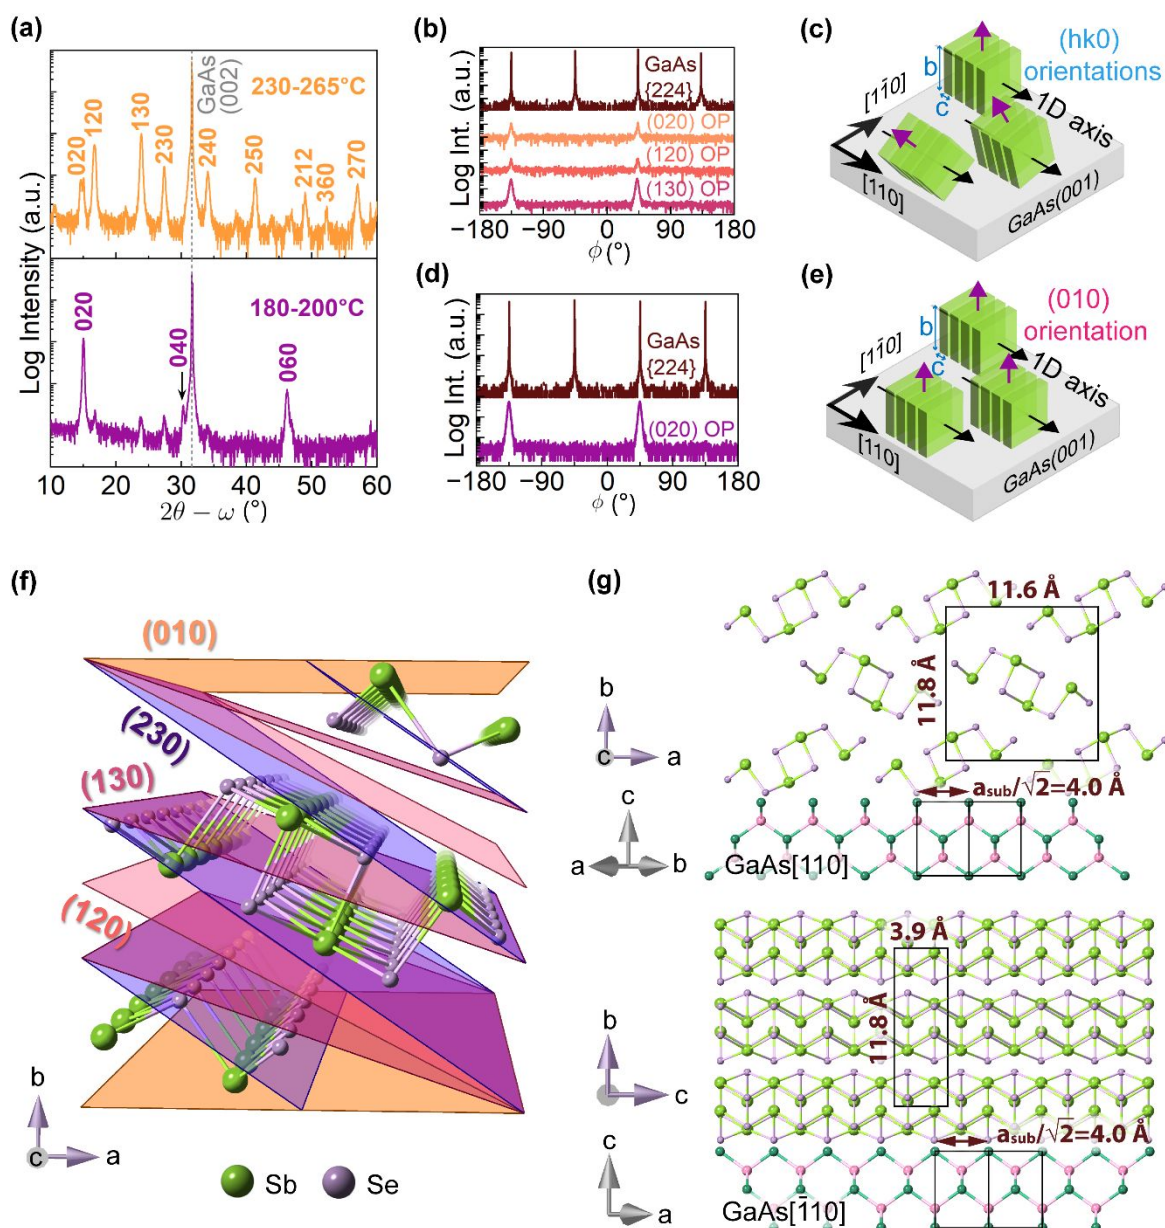 (a)
Log Intensity (a.u.)
020
120
130
230
GaAs
(002)
230-265°C
240
250
212
360
270
020
040
180-200°C
060
10 20 30 40 50 60
2θ − ω (°)
(b)
Log Int. (a.u.)
GaAs
{224}
(020) OP
(120) OP
(130) OP
−180 −90 0 90 180
ϕ (°)
(c)
(hk0)
orientations
b
c
[11̄0]
1D axis
[110]
GaAs(001)
(d)
Log Int. (a.u.)
GaAs
{224}
(020) OP
−180 −90 0 90 180
ϕ (°)
(e)
(010)
orientation
b
c
[11̄0]
1D axis
[110]
GaAs(001)
(f)
(010)
(230)
(130)
(120)
b
c a
Sb Se
(g)
11.6 Å
11.8 Å
b
c a
a_sub/√2=4.0 Å
c
a b
GaAs[110]
3.9 Å
11.8 Å
b
c
a_sub/√2=4.0 Å
c
a
GaAs[1̄10]